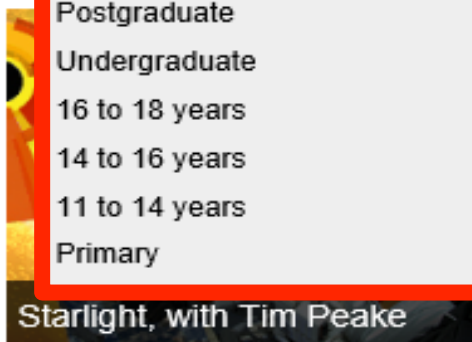 Postgraduate
Undergraduate
16 to 18 years
14 to 16 years
11 to 14 years
Primary
Starlight, with Tim Peake